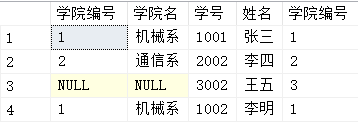 学院编号 学院名 学号 姓名 学院编号
1 1 机械系 1001 张三 1
2 2 通信系 2002 李四 2
3 NULL NULL 3002 王五 3
4 1 机械系 1002 李明 1